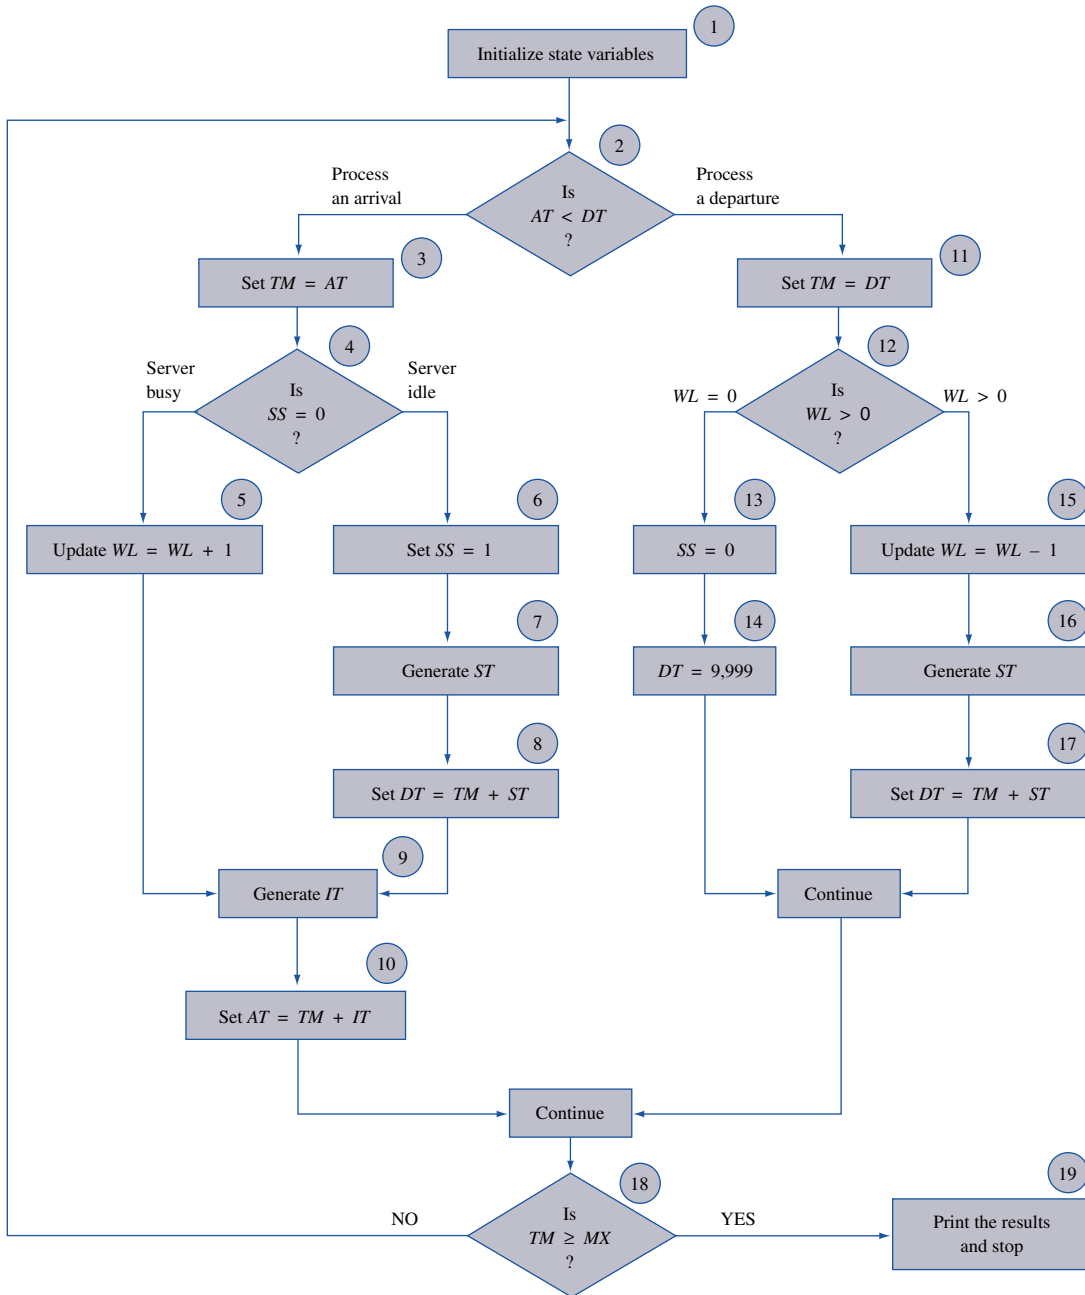 1
Initialize state variables
2
Process
an arrival
Process
a departure
Is
AT < DT
?
3
Set TM = AT
11
Set TM = DT
4
Server
busy
Server
idle
Is
SS = 0
?
12
WL = 0
WL > 0
Is
WL > 0
?
5
Update WL = WL + 1
6
Set SS = 1
13
SS = 0
15
Update WL = WL – 1
7
Generate ST
14
DT = 9,999
16
Generate ST
8
Set DT = TM + ST
17
Set DT = TM + ST
9
Generate IT
Continue
10
Set AT = TM + IT
Continue
18
NO
Is
TM ≥ MX
?
YES
19
Print the results
and stop